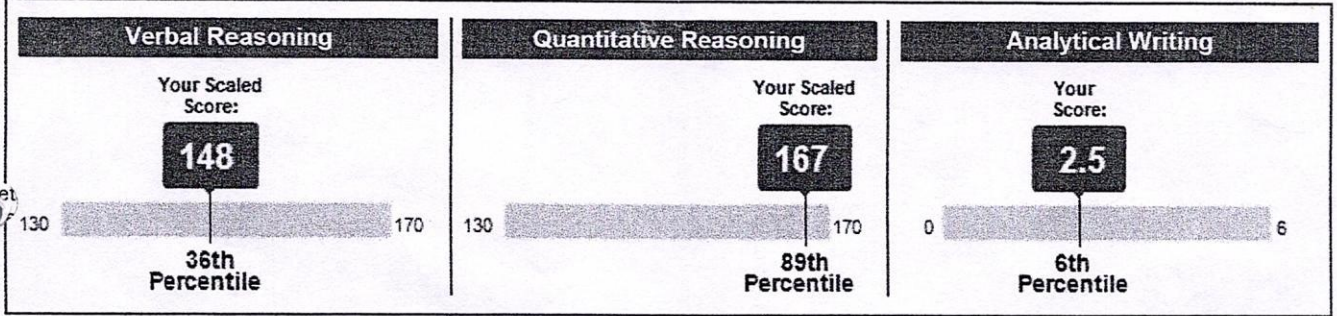 Verbal Reasoning
Your Scaled
Score:
148
130
170
36th
Percentile
Quantitative Reasoning
Your Scaled
Score:
167
130
170
89th
Percentile
Analytical Writing
Your
Score:
2.5
0
6
6th
Percentile